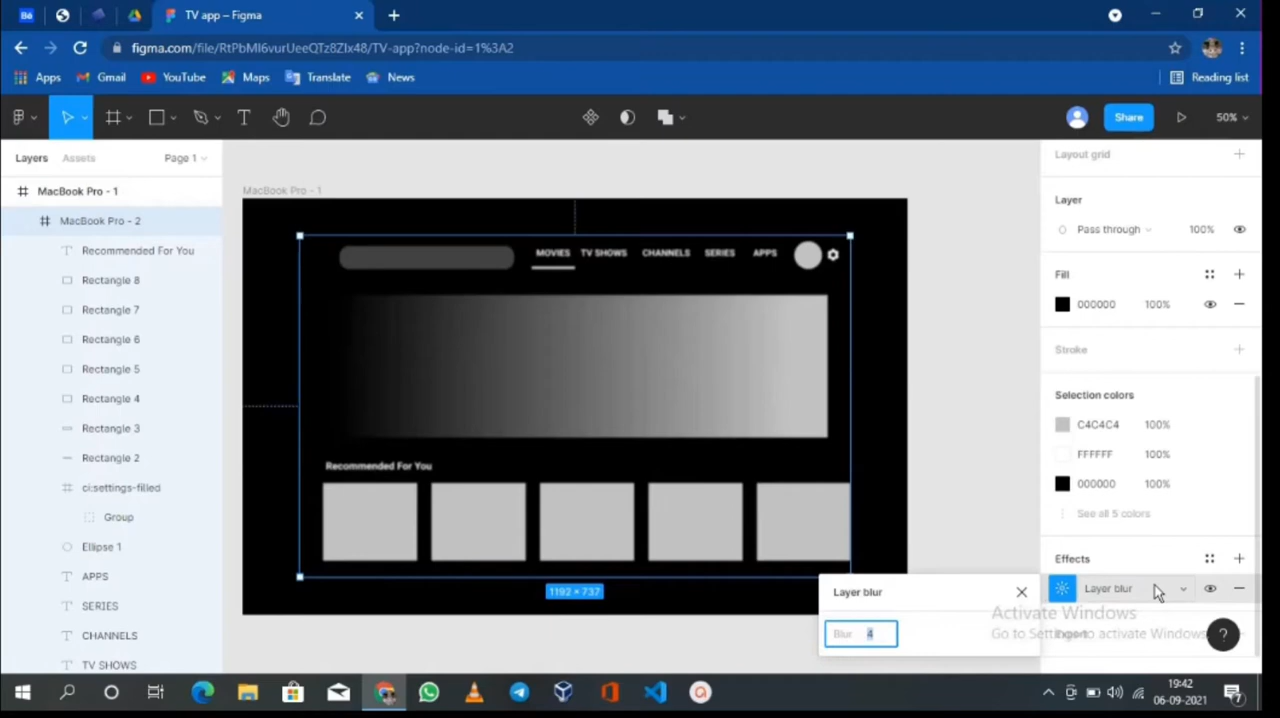 Bē
TV app – Figma
figma.com/file/RtPbMI6vurUeeQTz8ZIx48/TV-app?node-id=1%3A2
Apps
Gmail
YouTube
Maps
Translate
News
Reading list
Share
50%
Layers
Assets
Page 1
MacBook Pro - 1
MacBook Pro - 2
Recommended For You
Rectangle 8
Rectangle 7
Rectangle 6
Rectangle 5
Rectangle 4
Rectangle 3
Rectangle 2
ci:settings-filled
Group
Ellipse 1
APPS
SERIES
CHANNELS
TV SHOWS
MacBook Pro - 1
MOVIES
TV SHOWS
CHANNELS
SERIES
APPS
Recommended For You
1192 × 737
Layer blur
Blur
4
Layout grid
Layer
Pass through
100%
Fill
000000
100%
Stroke
Selection colors
C4C4C4
100%
FFFFFF
100%
000000
100%
See all 5 colors
Effects
Layer blur
Activate Windows
Go to Settings to activate Windows.
Export
?
19:42
06-09-2021
7